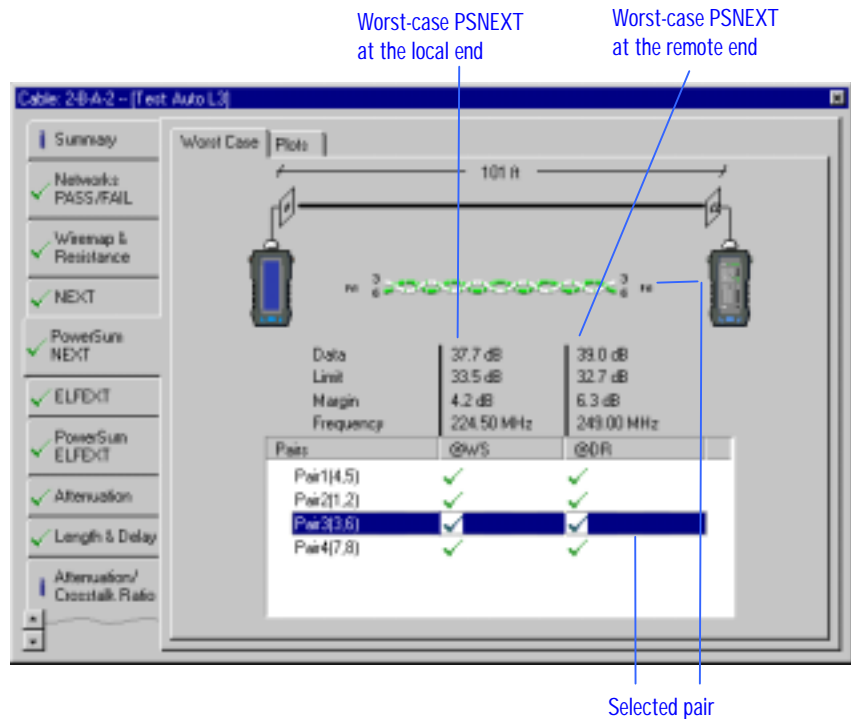 Worst-case PSNEXT
at the local end
Worst-case PSNEXT
at the remote end
Cable: 2-B-A-2 -- [Test Auto L3]
Summary
Networks
PASS/FAIL
Wiremap &
Resistance
NEXT
PowerSum
NEXT
ELFEXT
PowerSum
ELFEXT
Attenuation
Length & Delay
Attenuation/
Crosstalk Ratio
Worst Case
Plots
101 ft
3
6
3
6
Data 37.7 dB 39.0 dB
Limit 33.5 dB 32.7 dB
Margin 4.2 dB 6.3 dB
Frequency 224.50 MHz 249.00 MHz
Pairs @WS @DR
Pair1(4,5)
Pair2(1,2)
Pair3(3,6)
Pair4(7,8)
Selected pair